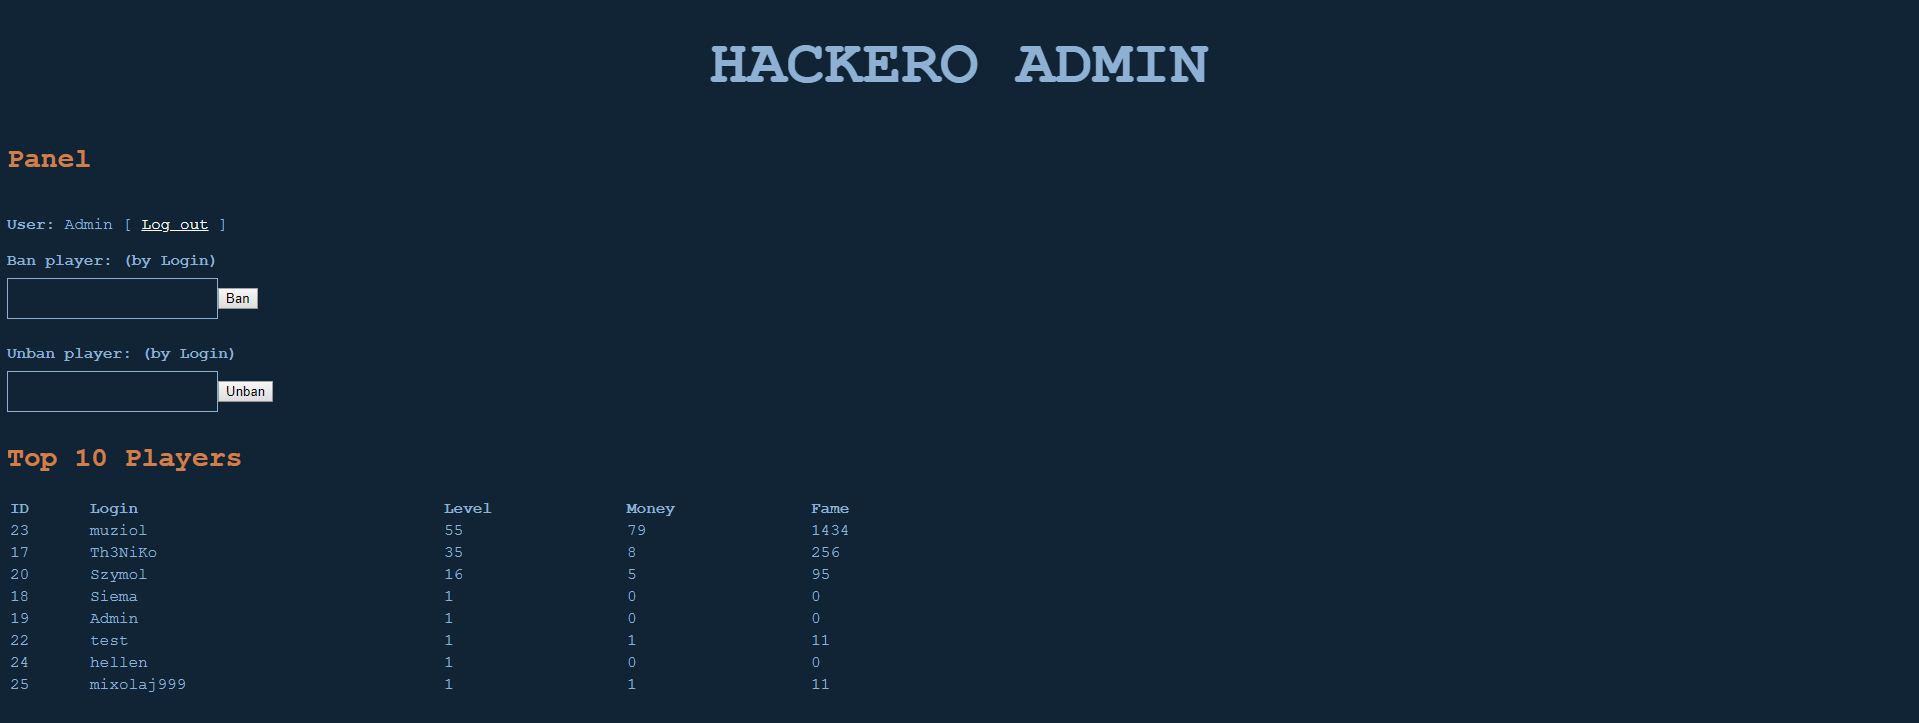 HACKERO ADMIN
Panel
User: Admin [ Log out ]
Ban player: (by Login)
Ban
Unban player: (by Login)
Unban
Top 10 Players
ID Login Level Money Fame
23 muziol 55 79 1434
17 Th3NiKo 35 8 256
20 Szymol 16 5 95
18 Siema 1 0 0
19 Admin 1 0 0
22 test 1 1 11
24 hellen 1 0 0
25 mixolaj999 1 1 11